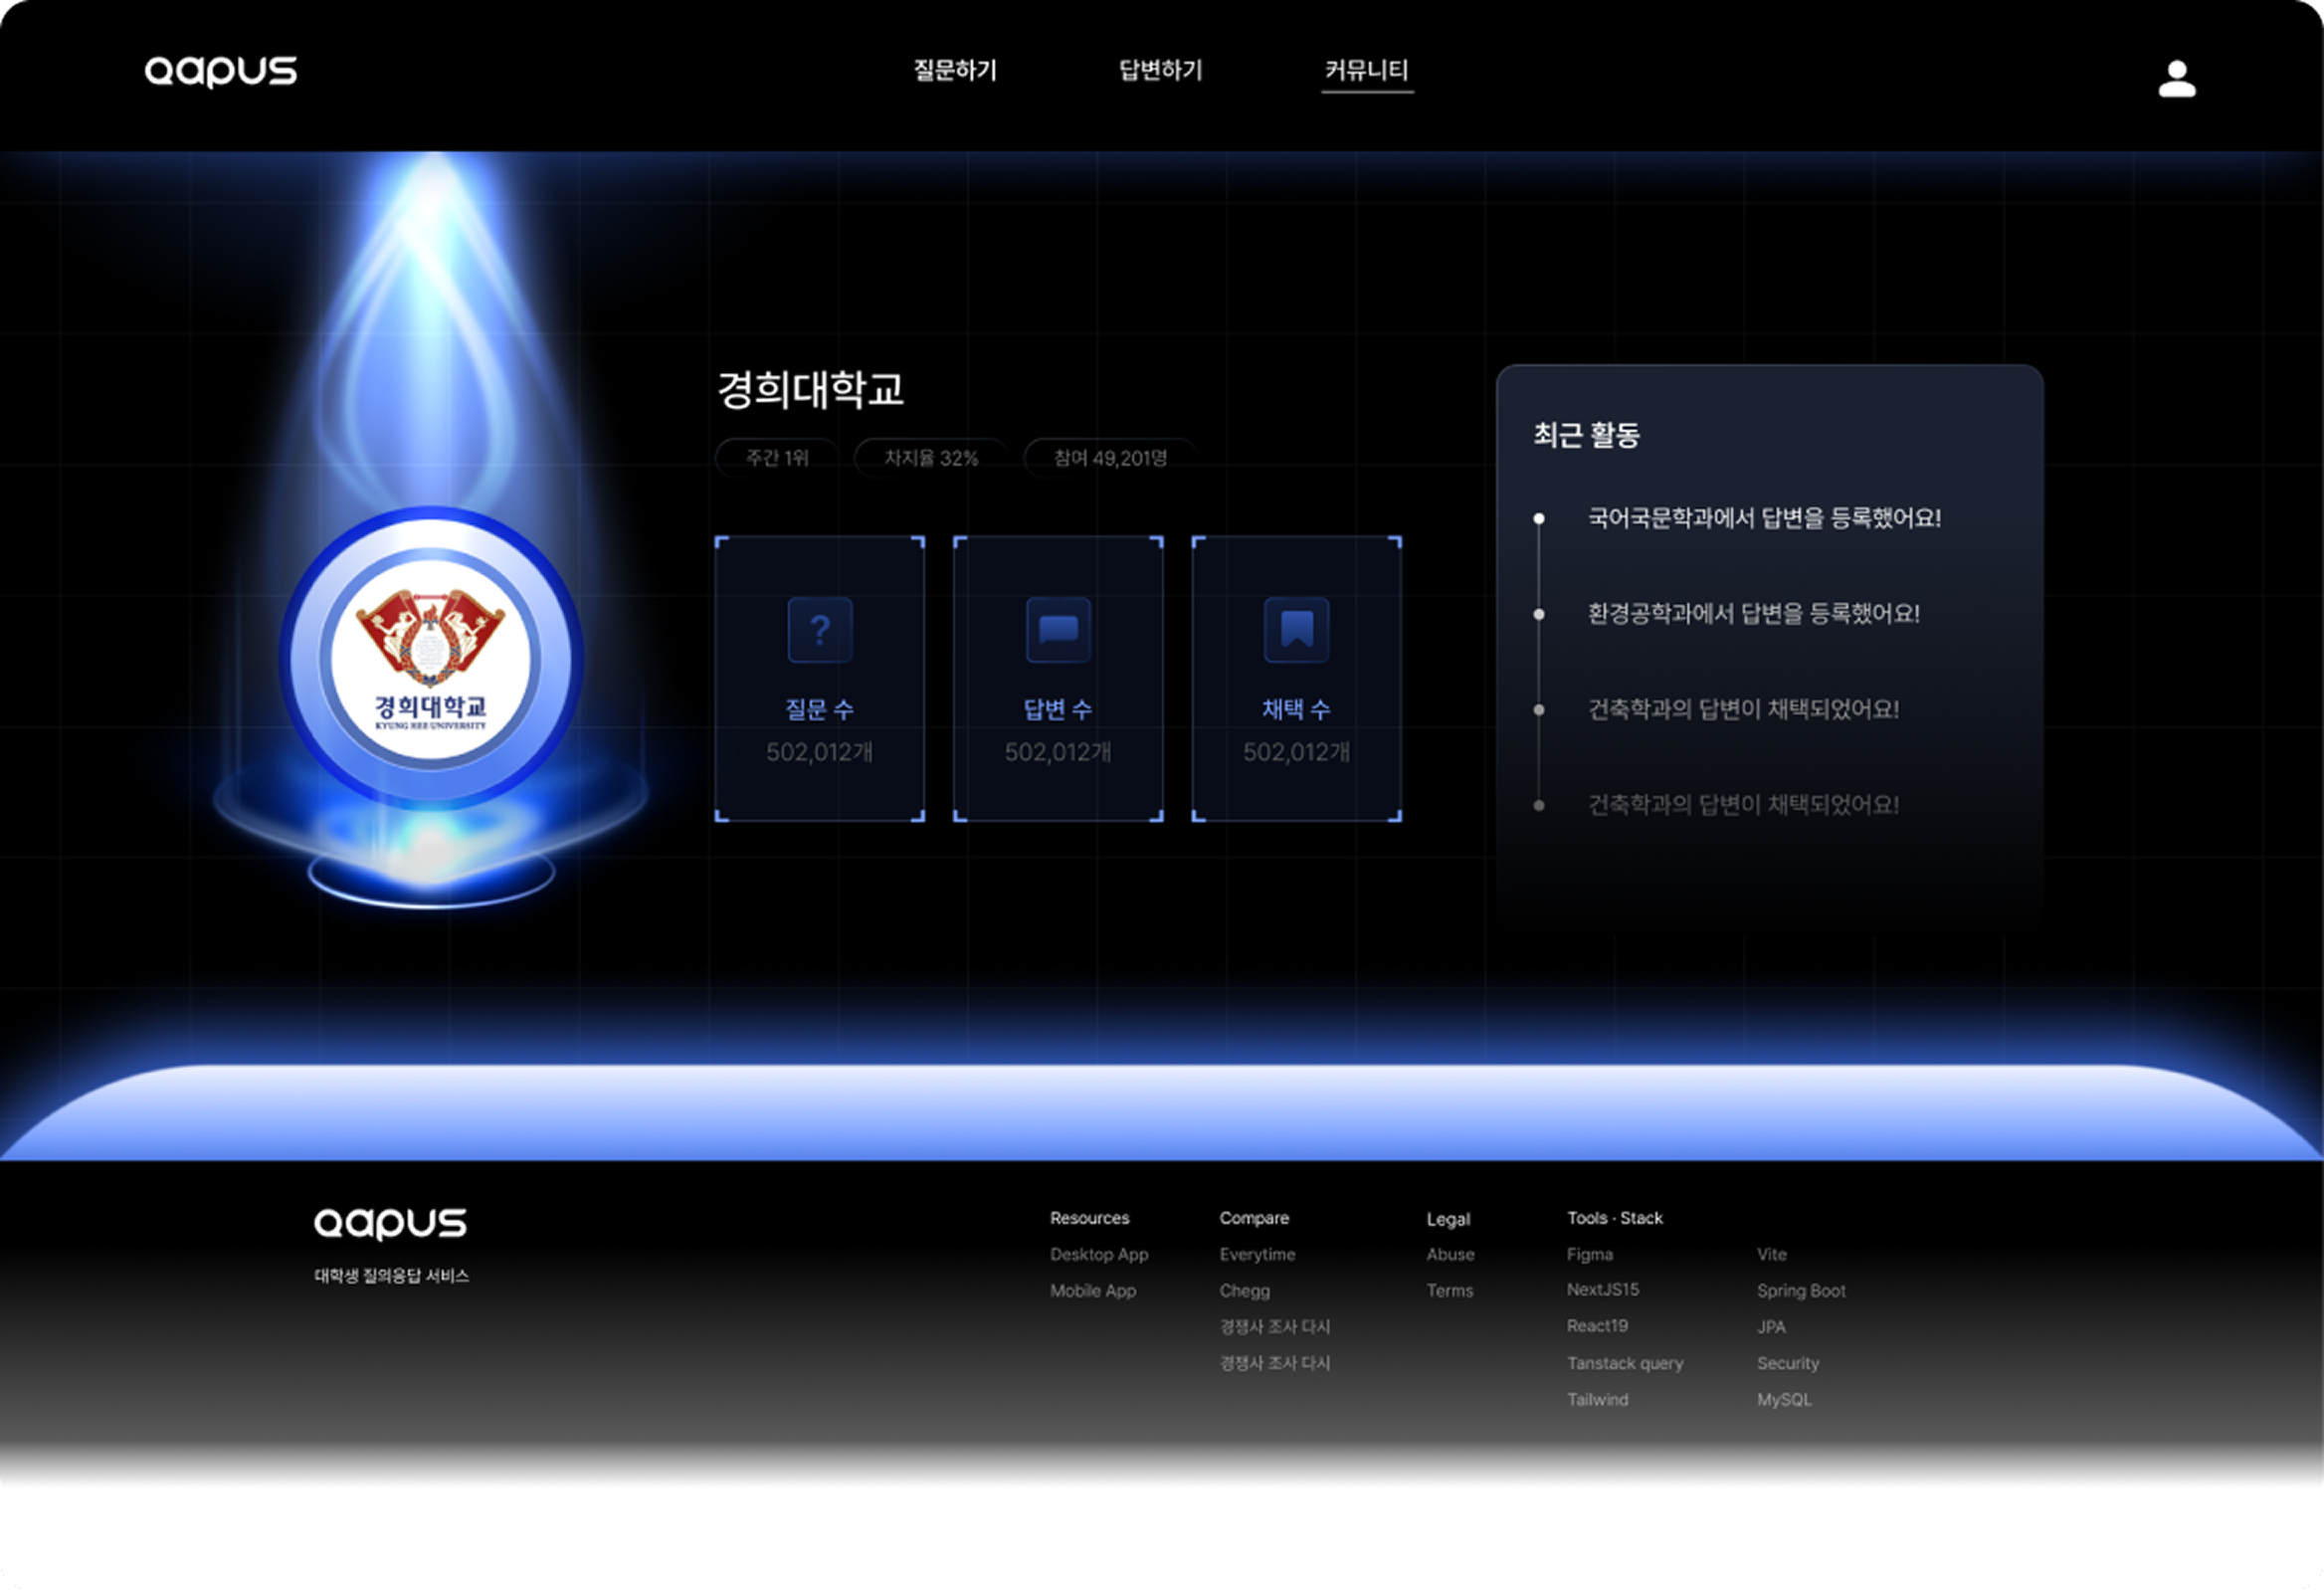 Qapus
질문하기 답변하기 커뮤니티
경희대학교
주간 1위 차지율 32% 참여 49,201명
경희대학교
KYUNG HEE UNIVERSITY
?
질문 수
502,012개
답변 수
502,012개
채택 수
502,012개
최근 활동
국어국문학과에서 답변을 등록했어요!
환경공학과에서 답변을 등록했어요!
건축학과의 답변이 채택되었어요!
건축학과의 답변이 채택되었어요!
Qapus
대학생 질의응답 서비스
Resources
Desktop App
Mobile App
Compare
Everytime
Chegg
경쟁사 조사 다시
경쟁사 조사 다시
Legal
Abuse
Terms
Tools · Stack
Figma
NextJS15
React19
Tanstack query
Tailwind
Vite
Spring Boot
JPA
Security
MySQL